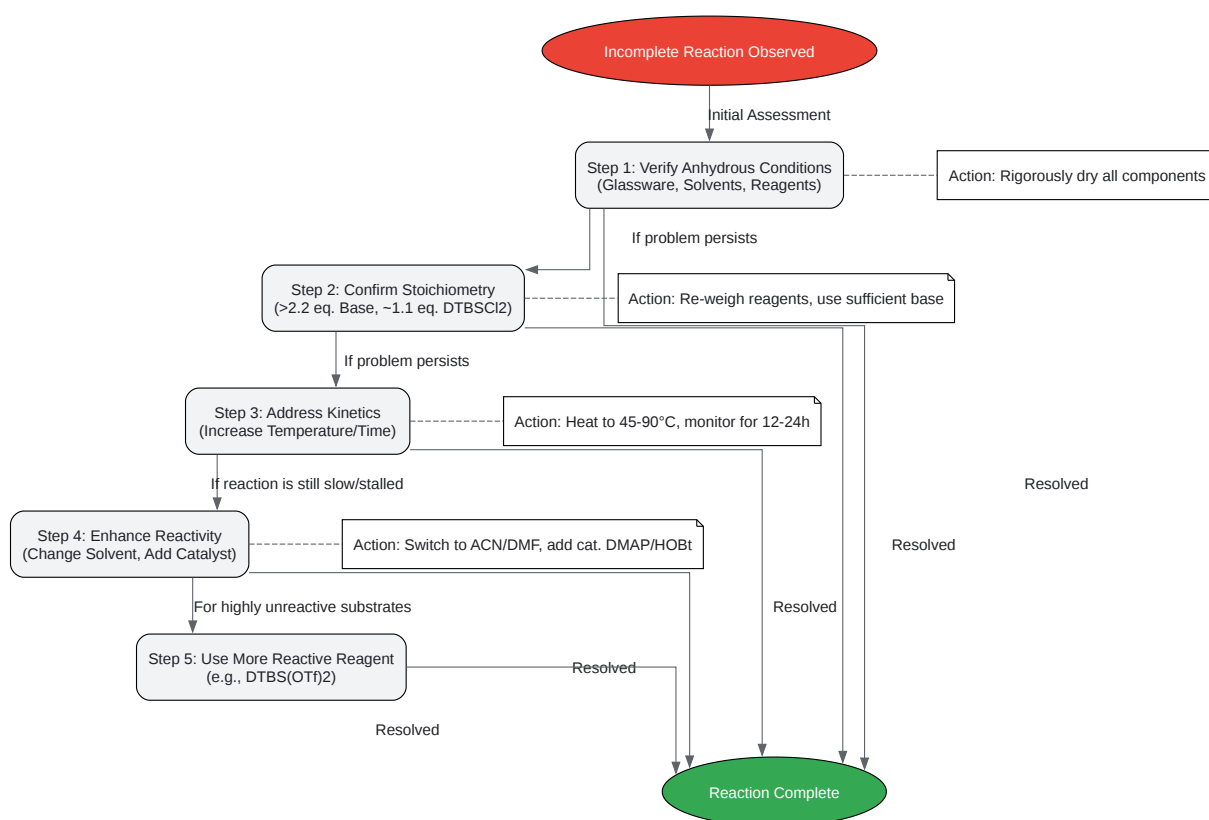 Incomplete Reaction Observed
Initial Assessment
Step 1: Verify Anhydrous Conditions
(Glassware, Solvents, Reagents)
Action: Rigorously dry all components
If problem persists
Step 2: Confirm Stoichiometry
(>2.2 eq. Base, ~1.1 eq. DTBSCl2)
Action: Re-weigh reagents, use sufficient base
If problem persists
Step 3: Address Kinetics
(Increase Temperature/Time)
Action: Heat to 45-90°C, monitor for 12-24h
If reaction is still slow/stalled
Resolved
Step 4: Enhance Reactivity
(Change Solvent, Add Catalyst)
Action: Switch to ACN/DMF, add cat. DMAP/HOBt
Resolved
For highly unreactive substrates
Resolved
Step 5: Use More Reactive Reagent
(e.g., DTBS(OTf)2)
Resolved
Resolved
Reaction Complete